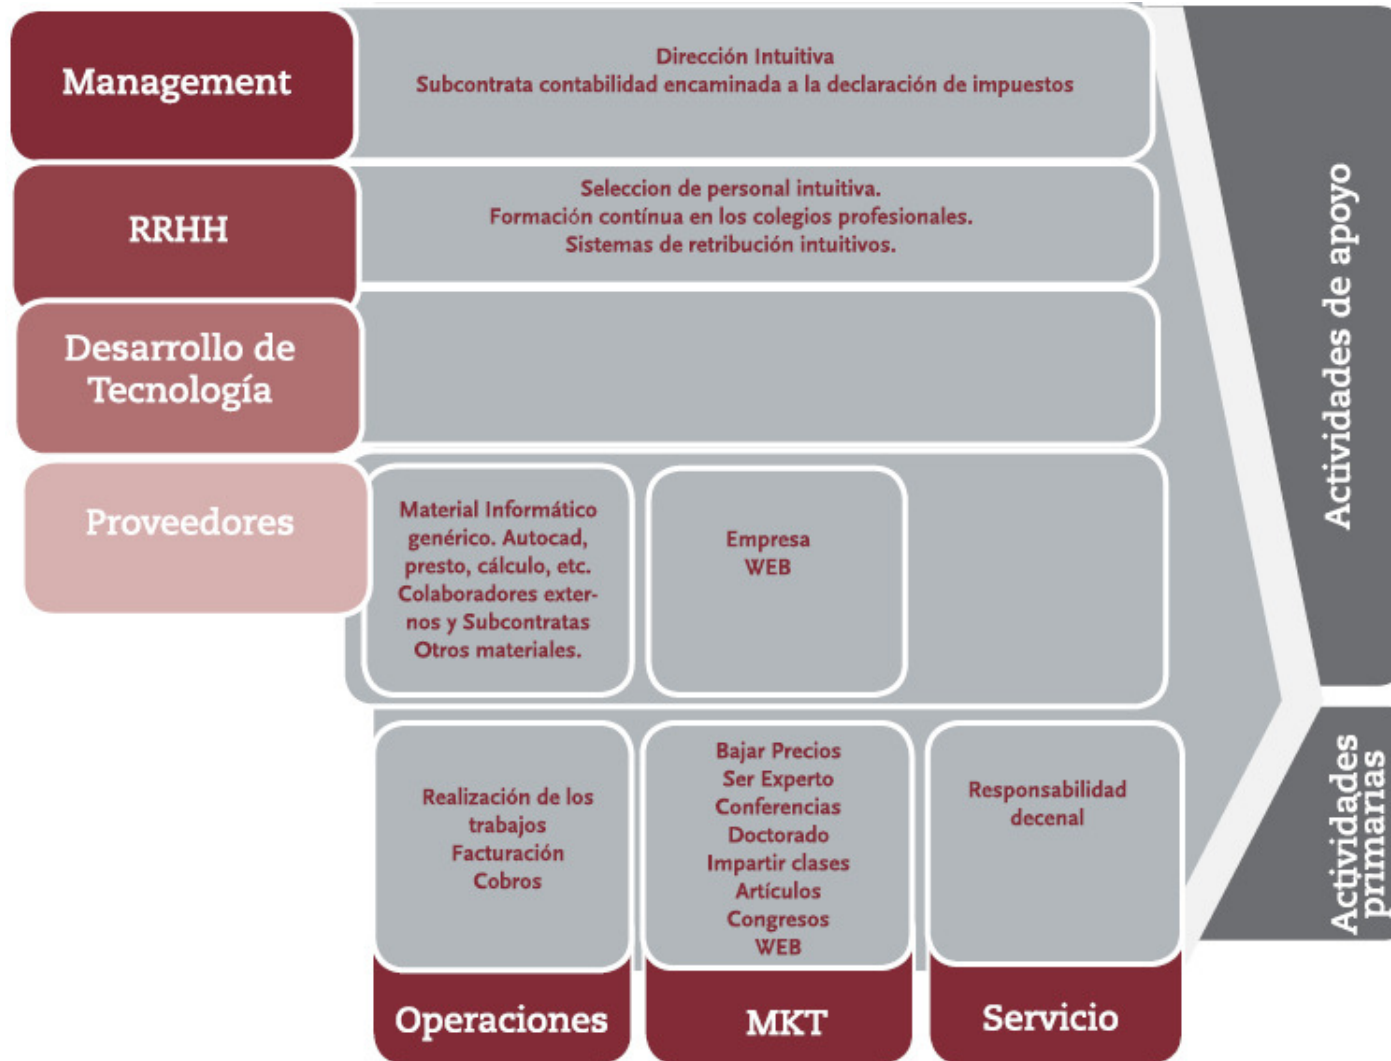 Management
Dirección Intuitiva
Subcontrata contabilidad encaminada a la declaración de impuestos
RRHH
Seleccion de personal intuitiva.
Formación contínua en los colegios profesionales.
Sistemas de retribución intuitivos.
Desarrollo de
Tecnología
Proveedores
Material Informático
genérico. Autocad,
presto, cálculo, etc.
Colaboradores exter-
nos y Subcontratas
Otros materiales.
Empresa
WEB
Actividades de apoyo
Realización de los
trabajos
Facturación
Cobros
Bajar Precios
Ser Experto
Conferencias
Doctorado
Impartir clases
Artículos
Congresos
WEB
Responsabilidad
decenal
Actividades
primarias
Operaciones
MKT
Servicio